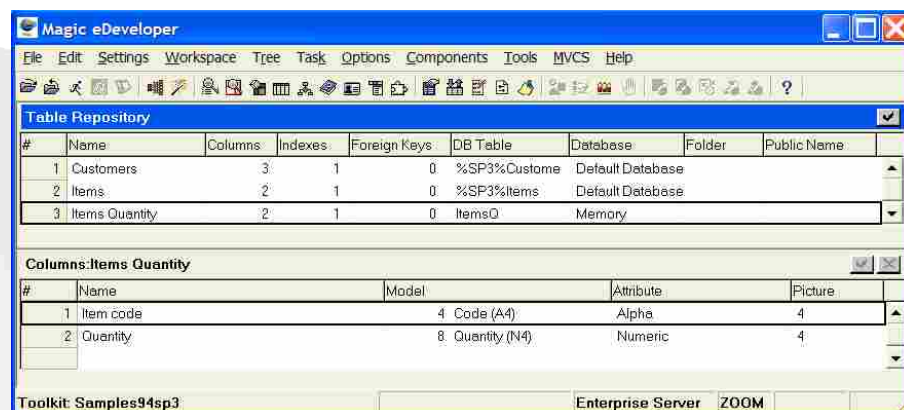 Magic eDeveloper
File Edit Settings Workspace Tree Task Options Components Tools MVCS Help
Table Repository
# Name Columns Indexes Foreign Keys DB Table Database Folder Public Name
1 Customers 3 1 0 %SP3%Custome Default Database
2 Items 2 1 0 %SP3%Items Default Database
3 Items Quantity 2 1 0 ItemsQ Memory
Columns:Items Quantity
# Name Model Attribute Picture
1 Item code 4 Code (A4) Alpha 4
2 Quantity 8 Quantity (N4) Numeric 4
Toolkit: Samples94sp3 Enterprise Server ZOOM